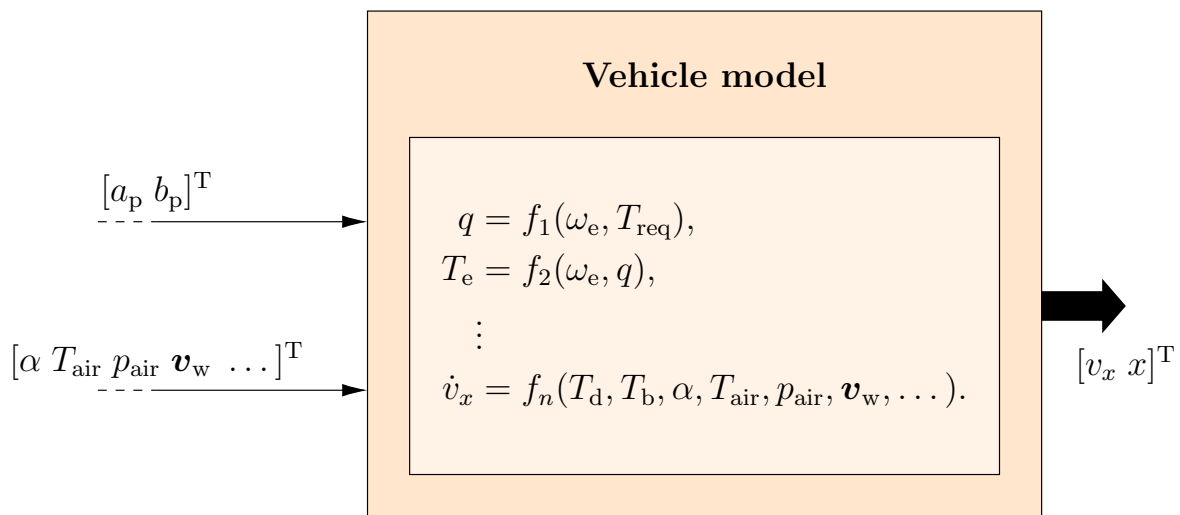 Vehicle model
[a_p b_p]^T
q = f_1(ω_e, T_req),
T_e = f_2(ω_e, q),
⋮
[α T_air p_air 𝒗_w …]^T
v̇_x = f_n(T_d, T_b, α, T_air, p_air, 𝒗_w, …).
[v_x x]^T